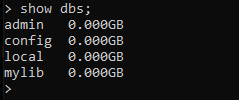 > show dbs;
admin   0.000GB
config  0.000GB
local   0.000GB
mylib   0.000GB
>